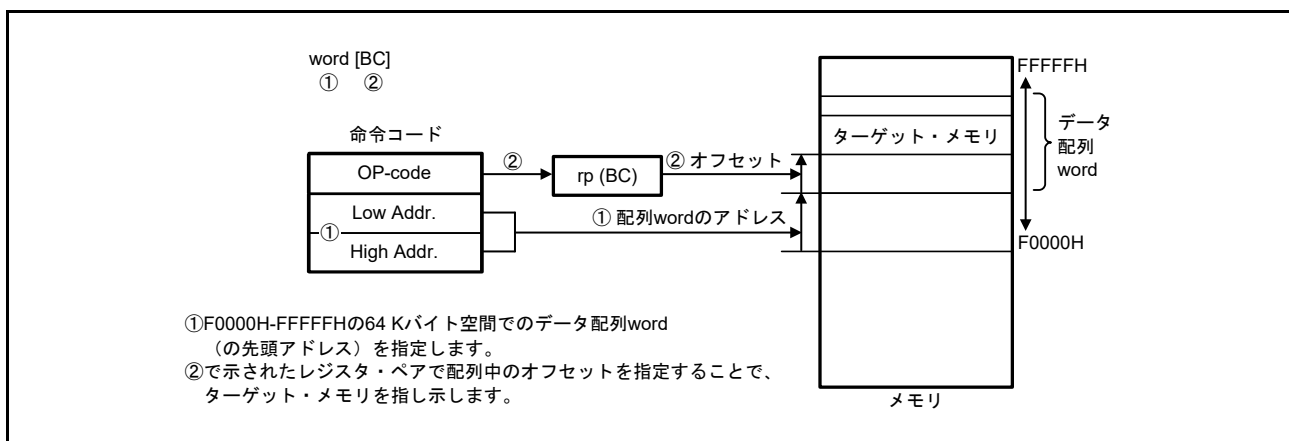 word [BC]
① ②
命令コード
OP-code
Low Addr.
①
High Addr.
②
rp (BC)
② オフセット
① 配列wordのアドレス
ターゲット・メモリ
FFFFFH
データ
配列
word
F0000H
メモリ
①F0000H-FFFFFHの64 Kバイト空間でのデータ配列word
（の先頭アドレス）を指定します。
②で示されたレジスタ・ペアで配列中のオフセットを指定することで、
ターゲット・メモリを指し示します。